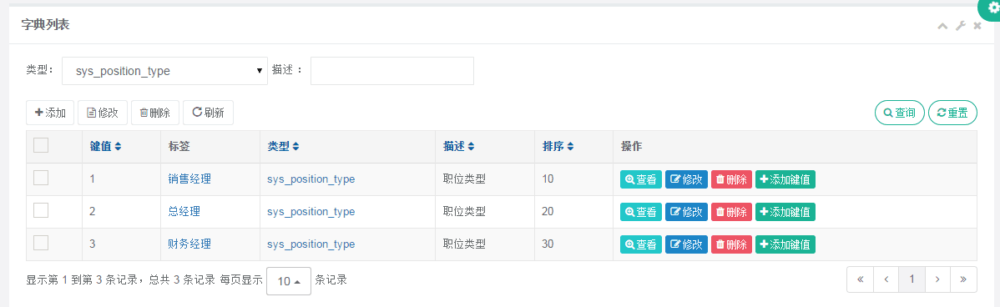 字典列表
类型： sys_position_type 描述 ：
添加 修改 删除 刷新 查询 重置
键值 标签 类型 描述 排序 操作
1 销售经理 sys_position_type 职位类型 10 查看 修改 删除 添加键值
2 总经理 sys_position_type 职位类型 20 查看 修改 删除 添加键值
3 财务经理 sys_position_type 职位类型 30 查看 修改 删除 添加键值
显示第 1 到第 3 条记录，总共 3 条记录 每页显示 10 条记录 « ‹ 1 › »